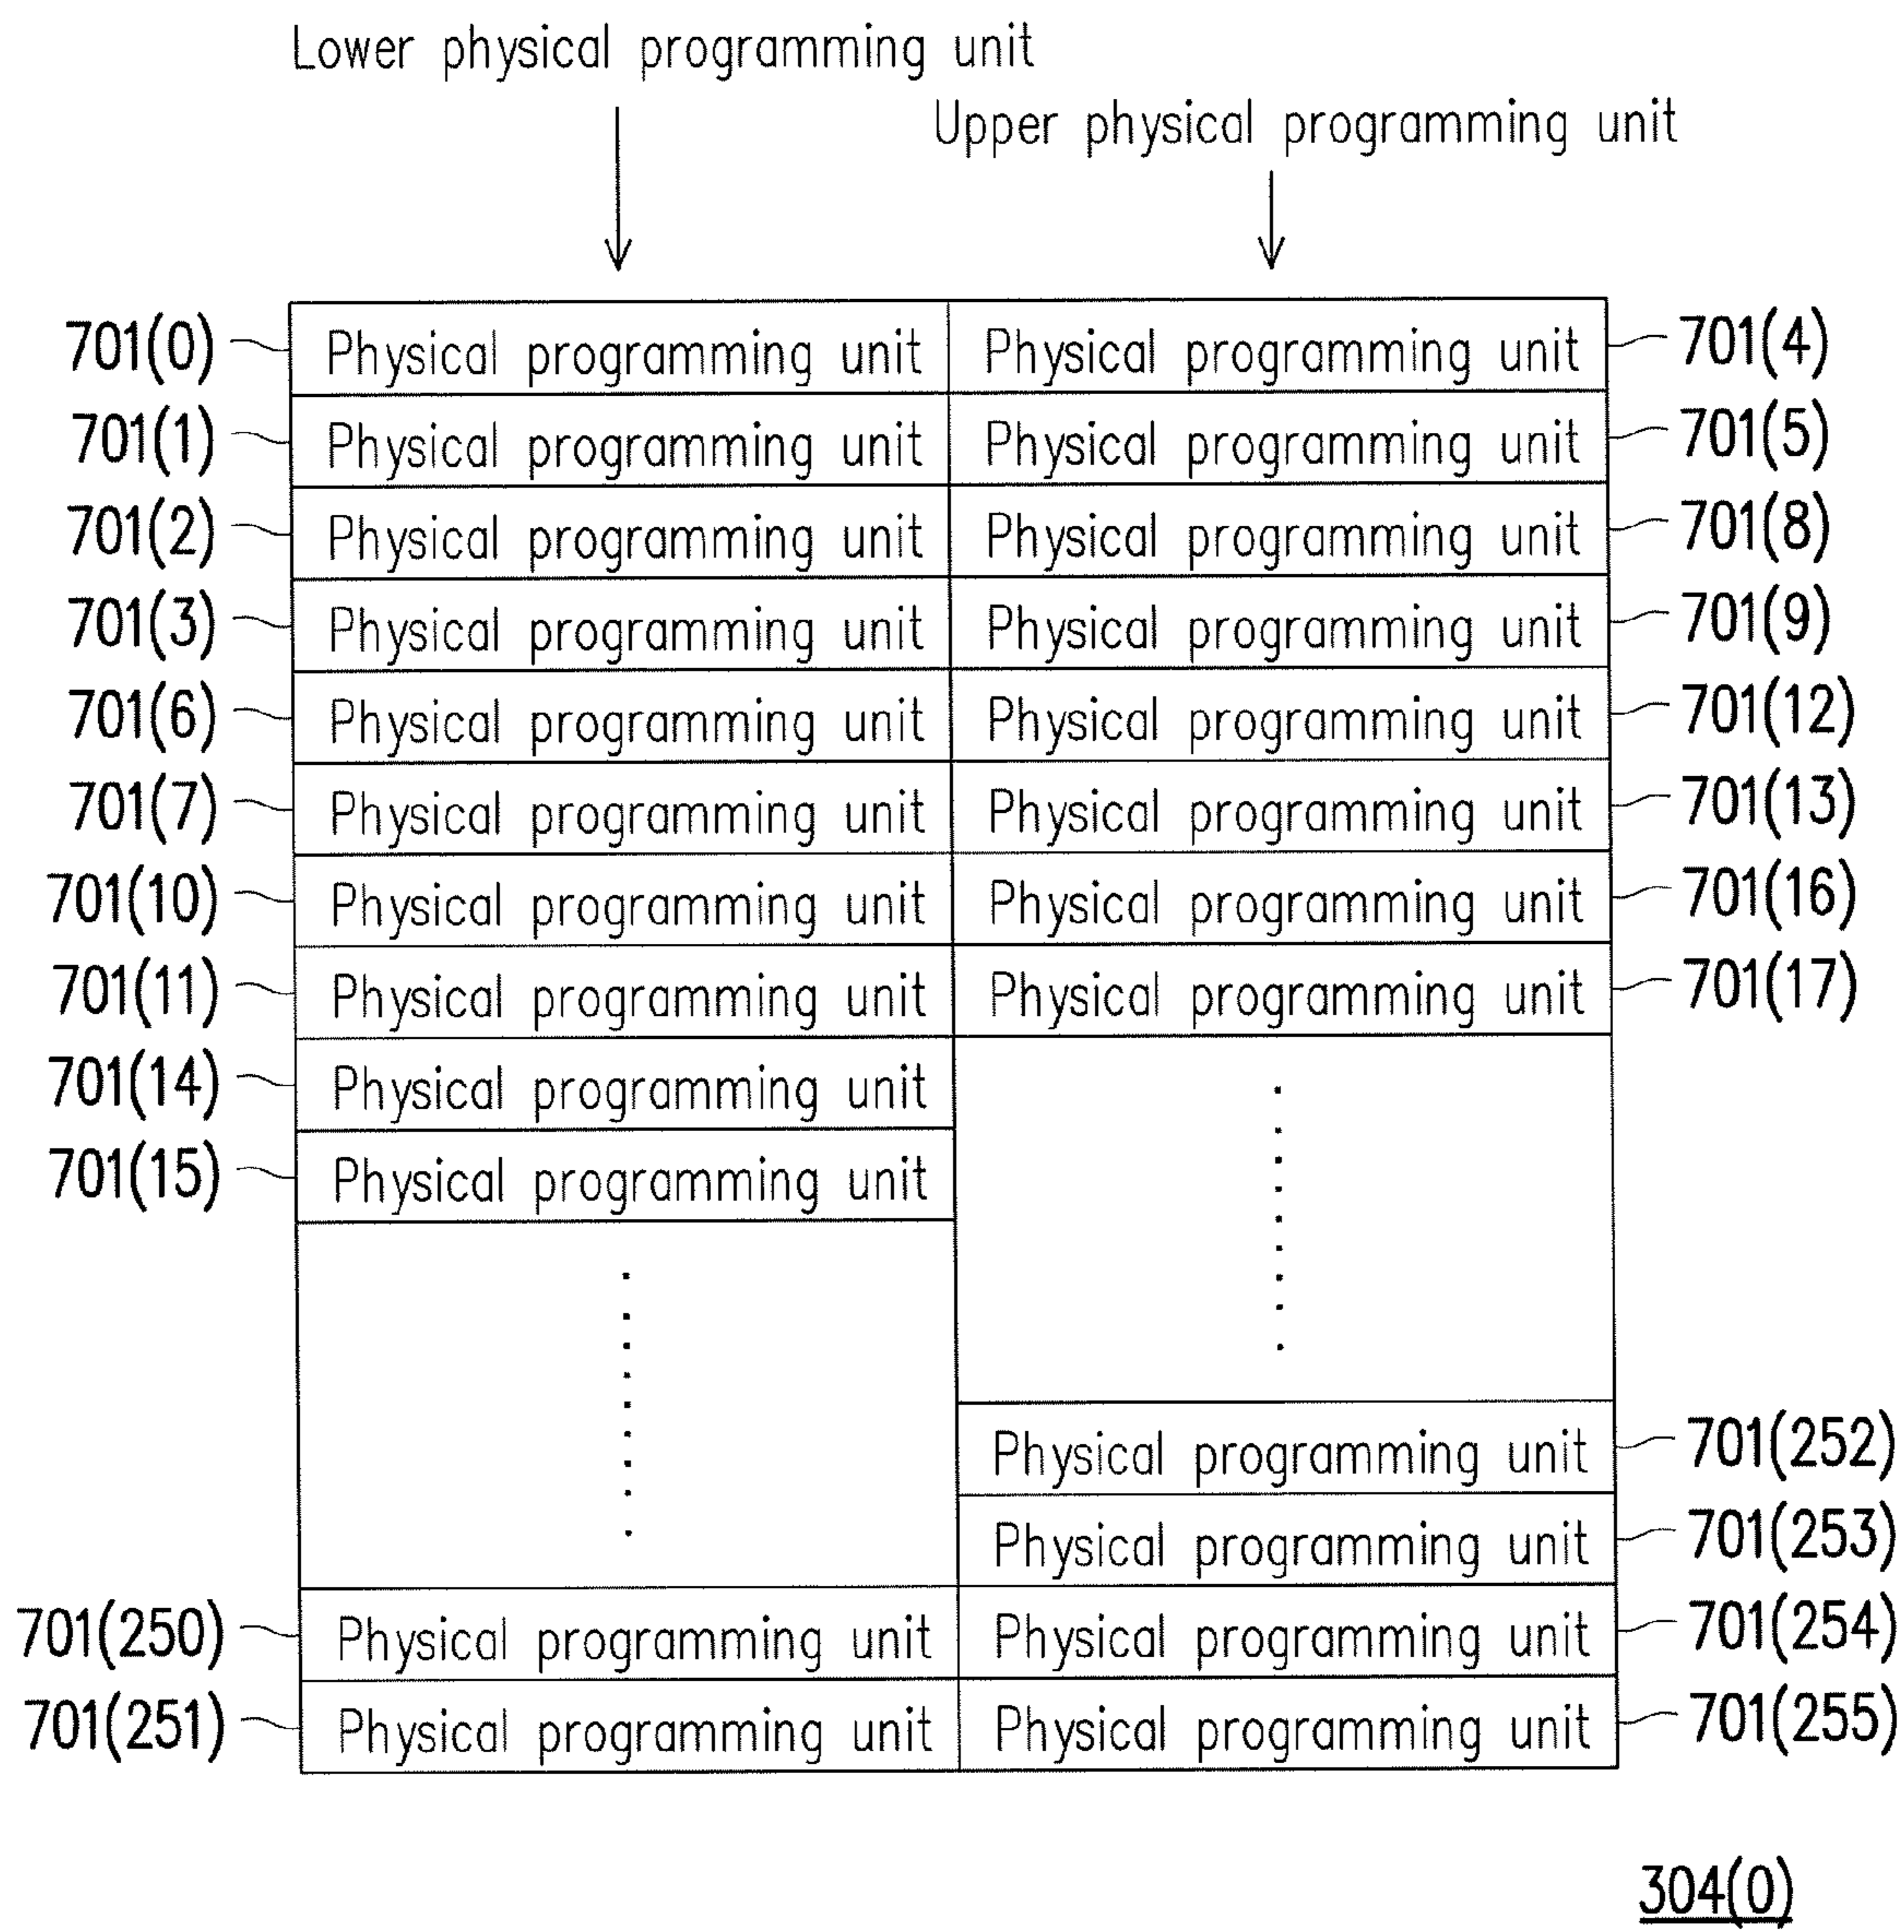 Lower physical programming unit
Upper physical programming unit
701(0) Physical programming unit Physical programming unit 701(4)
701(1) Physical programming unit Physical programming unit 701(5)
701(2) Physical programming unit Physical programming unit 701(8)
701(3) Physical programming unit Physical programming unit 701(9)
701(6) Physical programming unit Physical programming unit 701(12)
701(7) Physical programming unit Physical programming unit 701(13)
701(10) Physical programming unit Physical programming unit 701(16)
701(11) Physical programming unit Physical programming unit 701(17)
701(14) Physical programming unit
701(15) Physical programming unit
Physical programming unit 701(252)
Physical programming unit 701(253)
701(250) Physical programming unit Physical programming unit 701(254)
701(251) Physical programming unit Physical programming unit 701(255)
304(0)